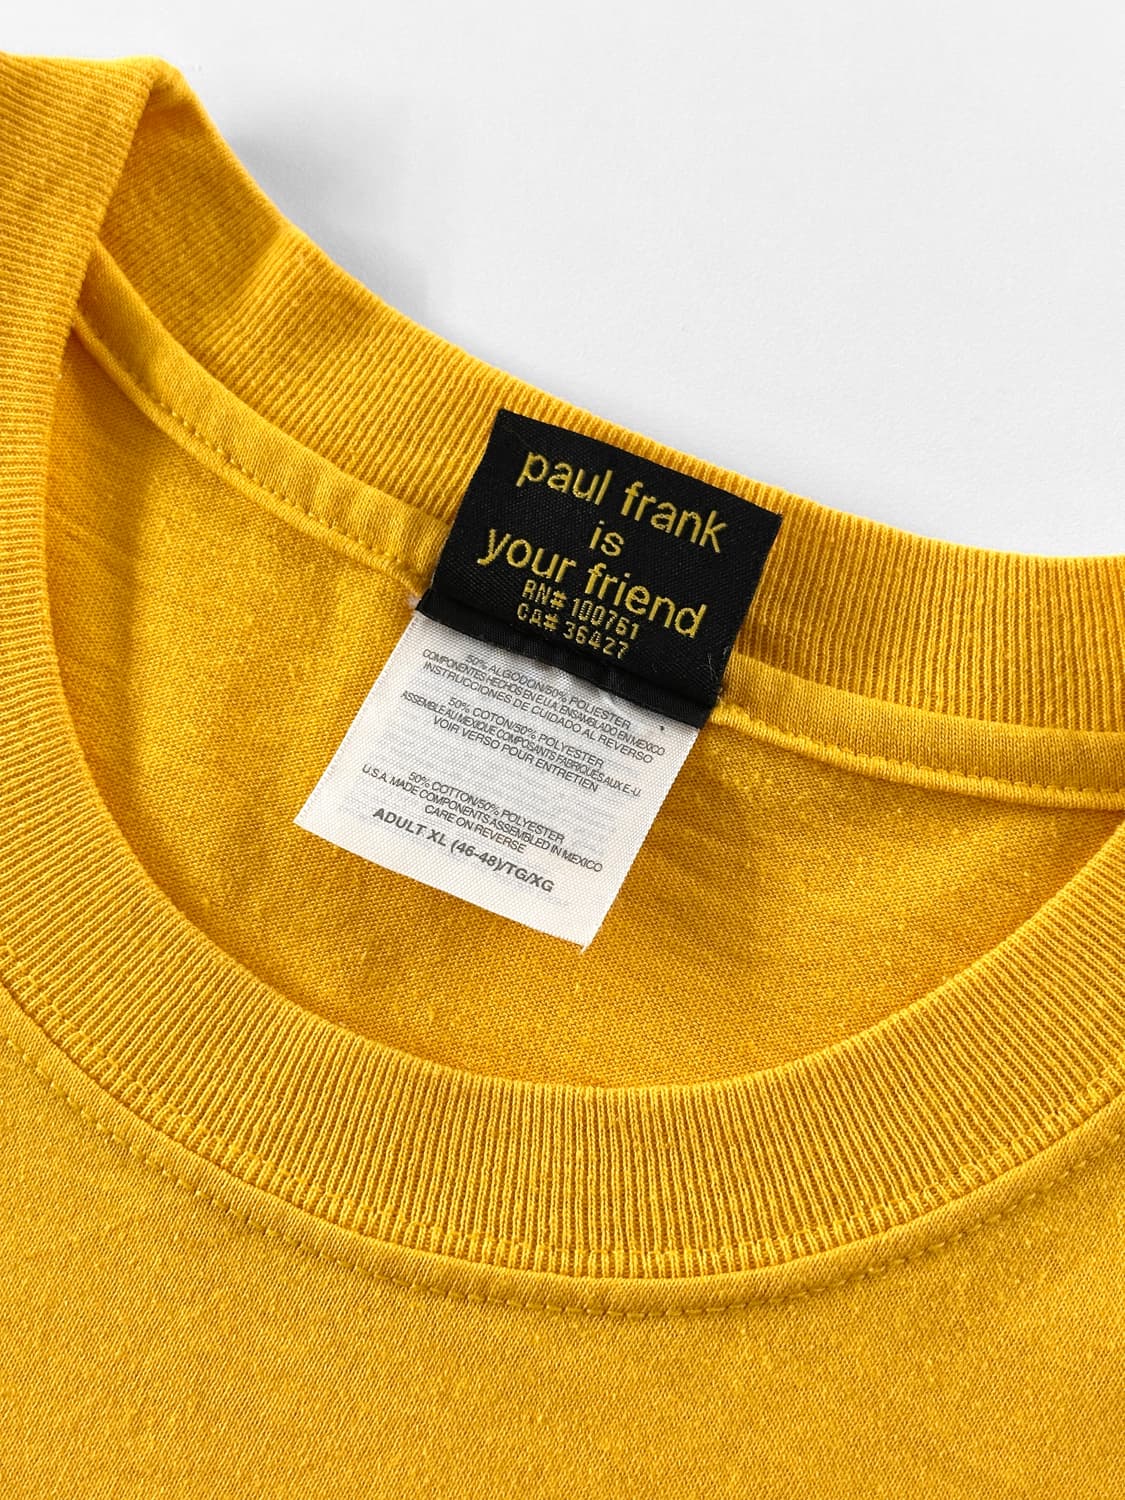 paul frank
is
your friend
RN# 100761
CA# 36427
50% ALGODON/50% POLIESTER
COMPONENTES HECHOS EN E.U.A. ENSAMBLADO EN MEXICO
INSTRUCCIONES DE CUIDADO AL REVERSO
50% COTON/50% POLYESTER
ASSEMBLE AU MEXIQUE COMPOSANTS FABRIQUES AUX E-U.
VOIR VERSO POUR ENTRETIEN
50% COTTON/50% POLYESTER
U.S.A. MADE COMPONENTS ASSEMBLED IN MEXICO
CARE ON REVERSE
ADULT XL (46-48)/TG/XG